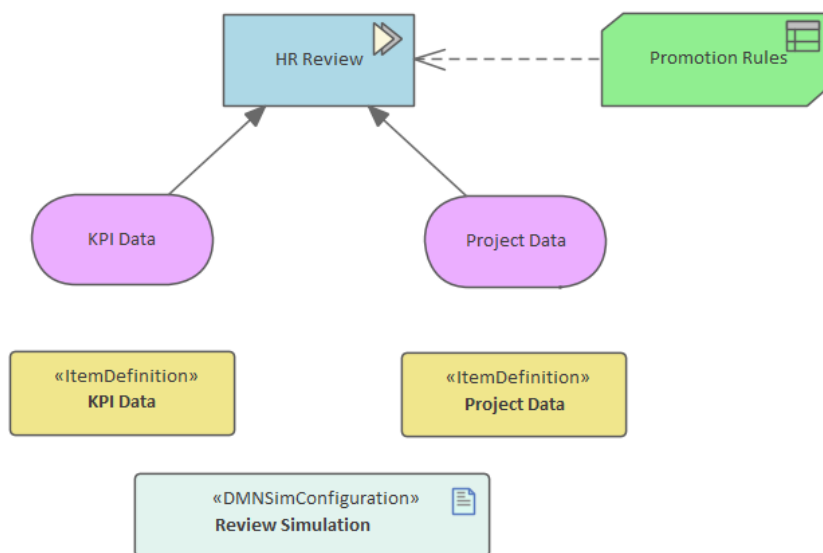 HR Review
Promotion Rules
KPI Data
Project Data
«ItemDefinition»
KPI Data
«ItemDefinition»
Project Data
«DMNSimConfiguration»
Review Simulation